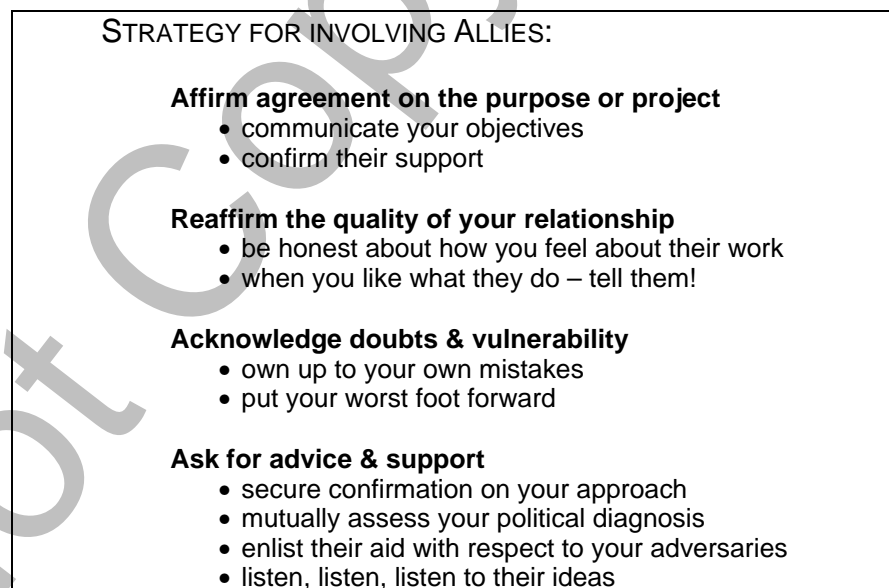 STRATEGY FOR INVOLVING ALLIES:
Affirm agreement on the purpose or project
• communicate your objectives
• confirm their support
Reaffirm the quality of your relationship
• be honest about how you feel about their work
• when you like what they do – tell them!
Acknowledge doubts & vulnerability
• own up to your own mistakes
• put your worst foot forward
Ask for advice & support
• secure confirmation on your approach
• mutually assess your political diagnosis
• enlist their aid with respect to your adversaries
• listen, listen, listen to their ideas
ot Copy